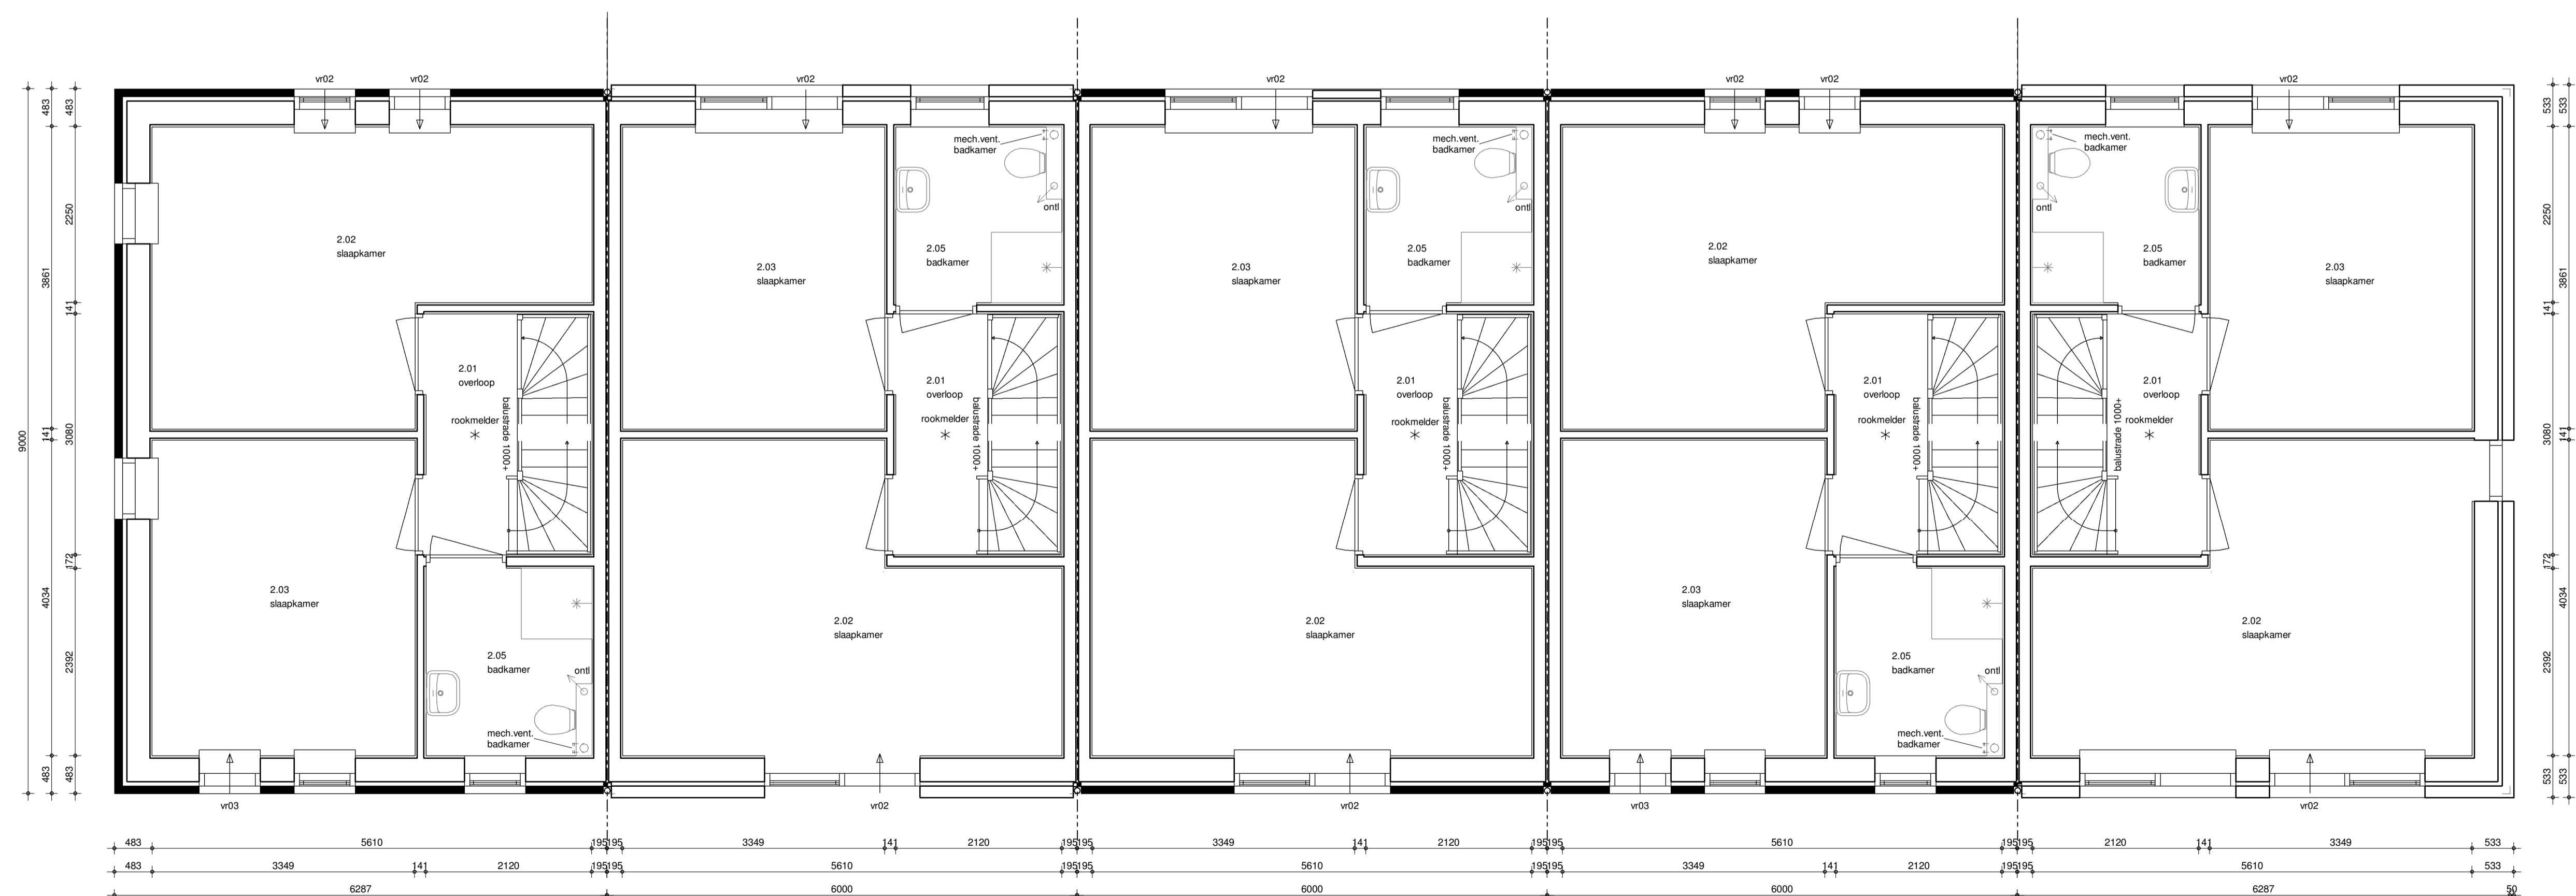 vr02 vr02 vr02 vr02 vr02 vr02 vr02
483 483 533 533
mech.vent.
badkamer
mech.vent.
badkamer
mech.vent.
badkamer
ontl ontl ontl
2250 2250
2.02
slaapkamer
2.03
slaapkamer
2.05
badkamer
2.03
slaapkamer
2.05
badkamer
2.02
slaapkamer
2.05
badkamer
2.03
slaapkamer
3861 3861
141 141
2.01
overloop
rookmelder
balustrade 1000+
2.01
overloop
rookmelder
balustrade 1000+
2.01
overloop
rookmelder
balustrade 1000+
2.01
overloop
rookmelder
balustrade 1000+
2.01
overloop
rookmelder
balustrade 1000+
9000 141 3080 3080 141
172 172
4034 4034
2.03
slaapkamer
2.02
slaapkamer
2.02
slaapkamer
2.03
slaapkamer
2.02
slaapkamer
2392 2392
2.05
badkamer
ontl
mech.vent.
badkamer
2.05
badkamer
ontl
mech.vent.
badkamer
483 483 533 533
vr03 vr02 vr02 vr03 vr02
483 5610 195 195 3349 141 2120 195 195 3349 141 2120 195 195 5610 195 195 2120 141 3349 533
483 3349 141 2120 195 195 5610 195 195 5610 195 195 3349 141 2120 195 195 5610 533
6287 6000 6000 6000 6287 50